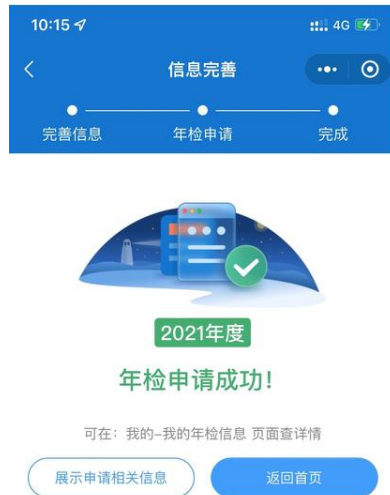 10:15 4G
信息完善
完善信息 年检申请 完成
2021年度
年检申请成功!
可在：我的-我的年检信息 页面查详情
展示申请相关信息 返回首页